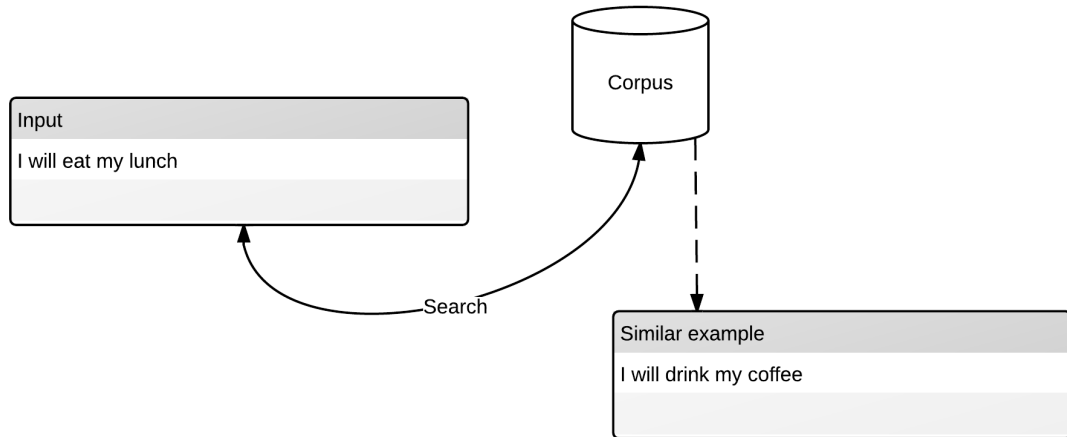 Corpus
Input
I will eat my lunch
Search
Similar example
I will drink my coffee